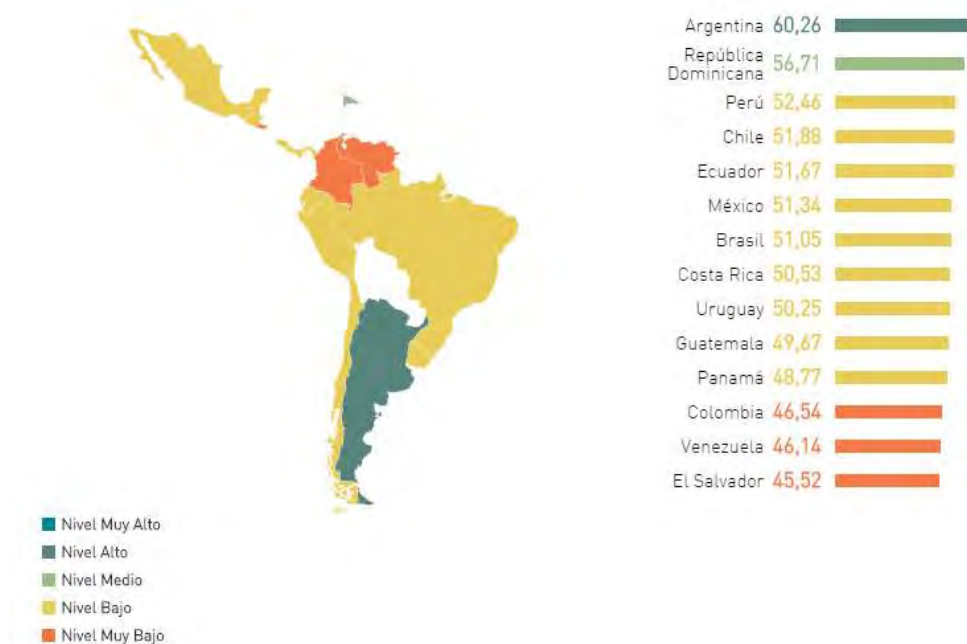 Argentina 60,26
República
Dominicana 56,71
Perú 52,46
Chile 51,88
Ecuador 51,67
México 51,34
Brasil 51,05
Costa Rica 50,53
Uruguay 50,25
Guatemala 49,67
Panamá 48,77
Colombia 46,54
Venezuela 46,14
El Salvador 45,52
Nivel Muy Alto
Nivel Alto
Nivel Medio
Nivel Bajo
Nivel Muy Bajo